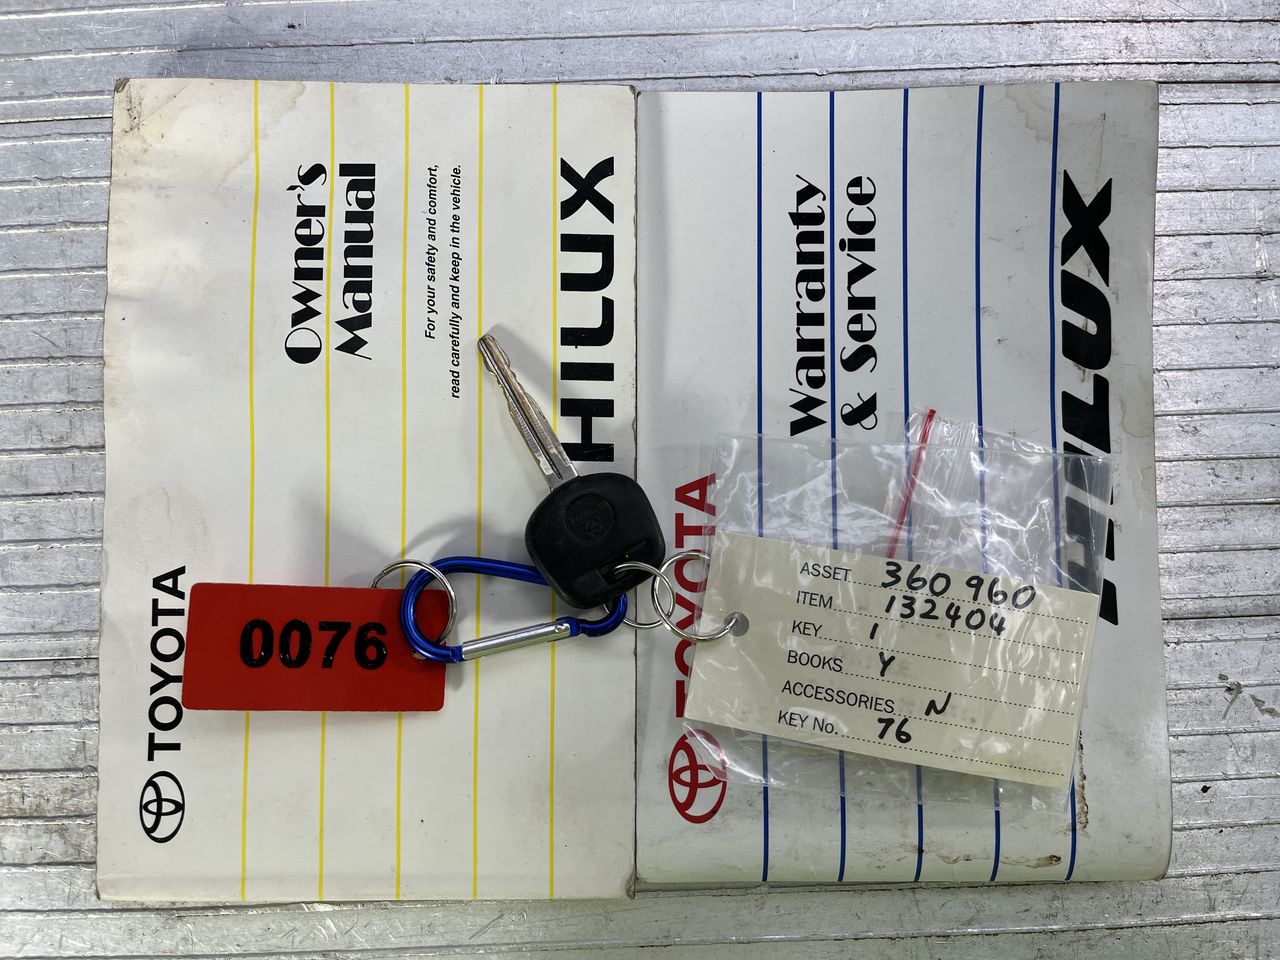 Owner's
Manual
For your safety and comfort,
read carefully and keep in the vehicle.
HILUX
TOYOTA
0076
Warranty
& Service
HILUX
TOYOTA
ASSET 360 960
ITEM 132404
KEY 1
BOOKS Y
ACCESSORIES N
KEY No. 76